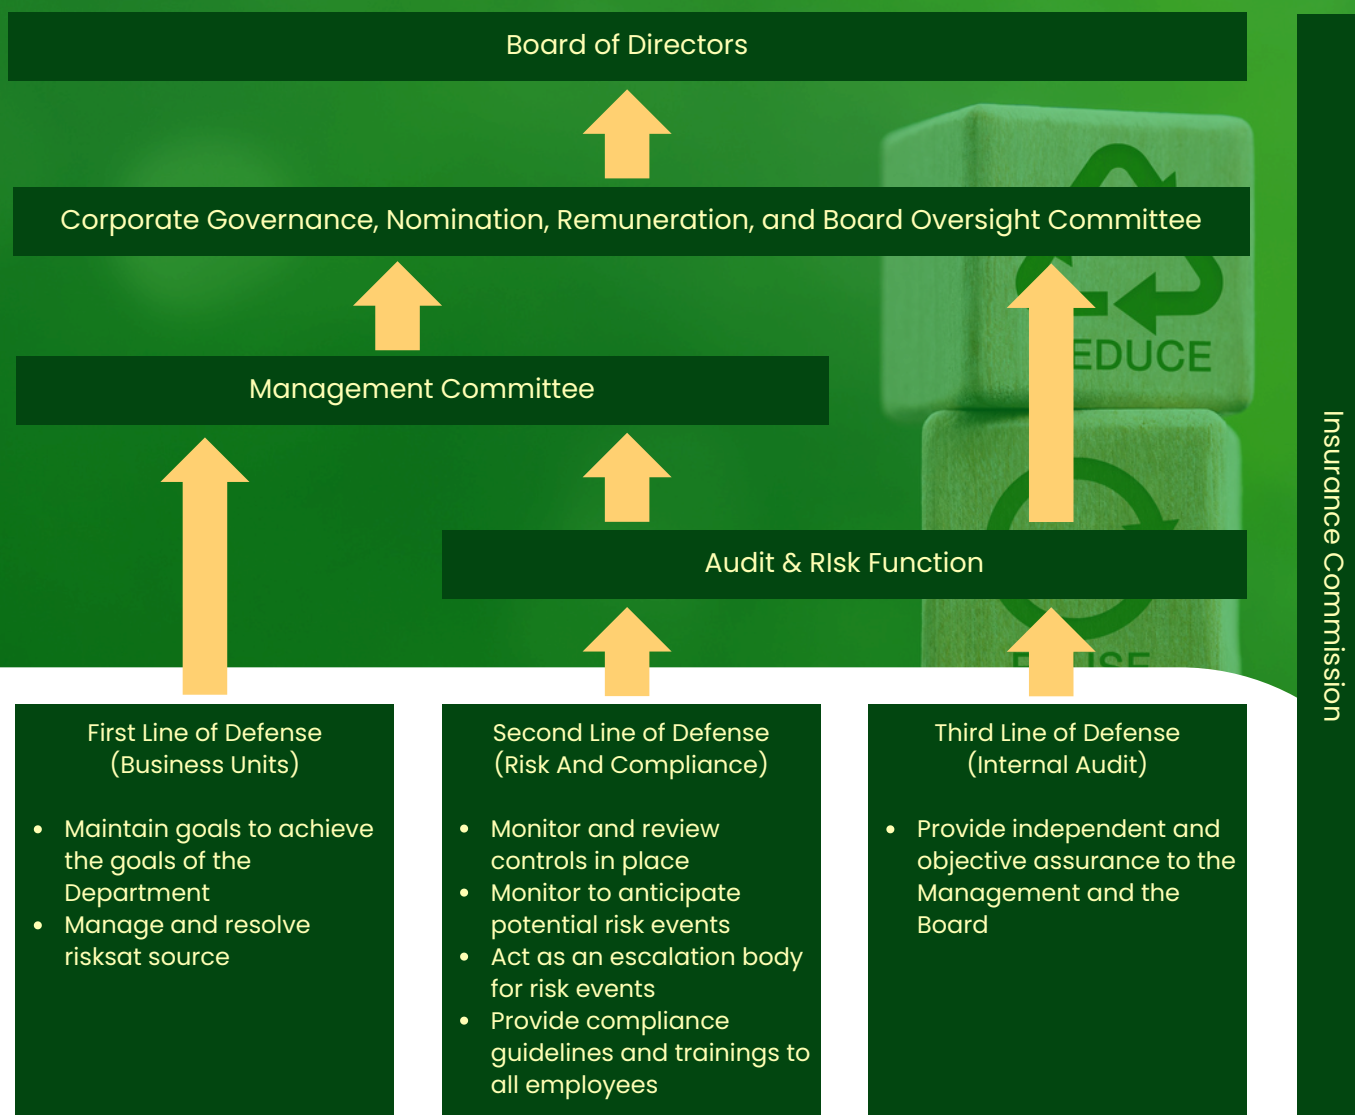 Board of Directors
Corporate Governance, Nomination, Remuneration, and Board Oversight Committee
EDUCE
Management Committee
Audit & RIsk Function
Insurance Commission
First Line of Defense
(Business Units)
• Maintain goals to achieve
the goals of the
Department
• Manage and resolve
risksat source
Second Line of Defense
(Risk And Compliance)
• Monitor and review
controls in place
• Monitor to anticipate
potential risk events
• Act as an escalation body
for risk events
• Provide compliance
guidelines and trainings to
all employees
Third Line of Defense
(Internal Audit)
• Provide independent and
objective assurance to the
Management and the
Board